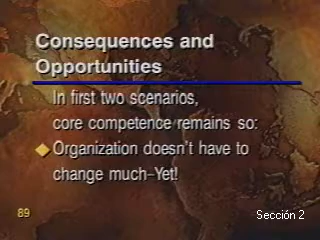 Consequences and
Opportunities
In first two scenarios,
core competence remains so:
Organization doesn't have to
change much-Yet!
89
Sección 2